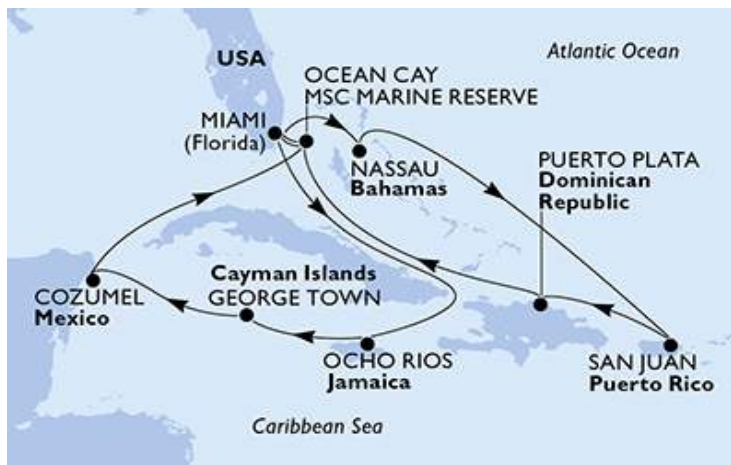 Atlantic Ocean
USA
OCEAN CAY
MSC MARINE RESERVE
MIAMI
(Florida)
NASSAU
Bahamas
PUERTO PLATA
Dominican
Republic
Cayman Islands
GEORGE TOWN
COZUMEL
Mexico
OCHO RIOS
Jamaica
SAN JUAN
Puerto Rico
Caribbean Sea